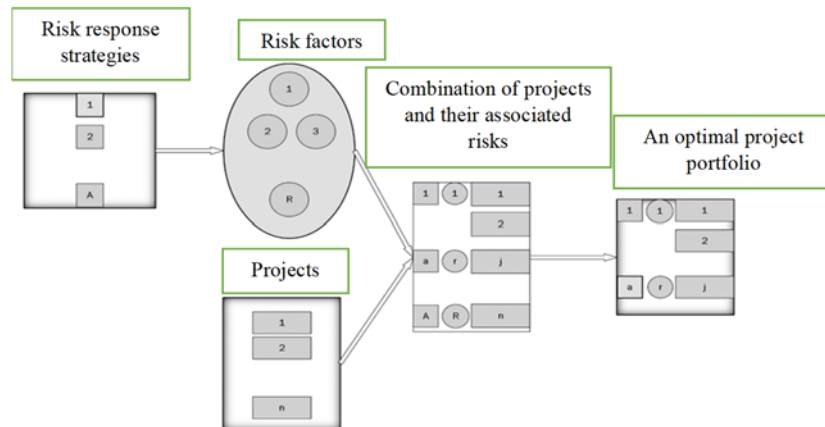 Risk response
strategies
1
2
A
Risk factors
1
2 3
R
Projects
1
2
n
Combination of projects
and their associated
risks
1 1 1
2
a r j
A R n
An optimal project
portfolio
1 1 1
2
a r j